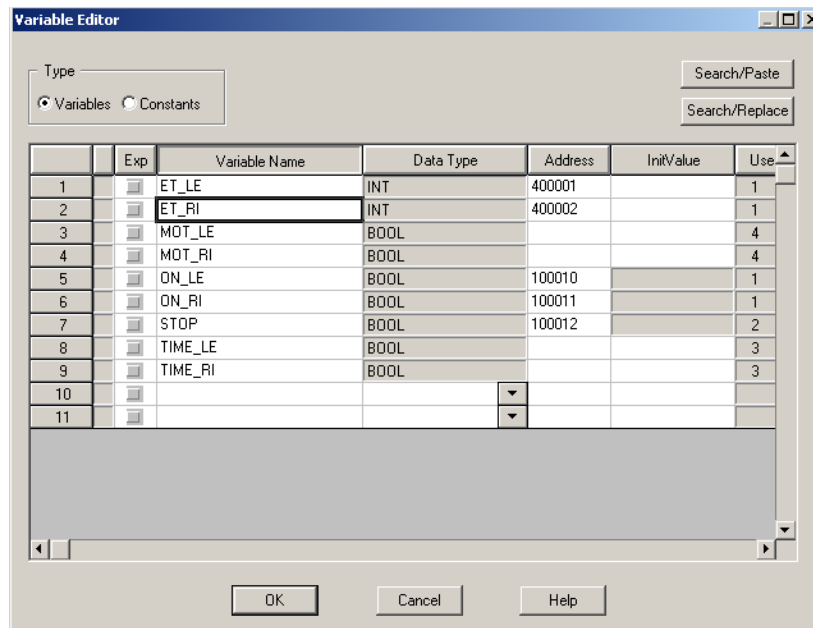 Variable Editor
Type
Variables Constants
Search/Paste
Search/Replace
Exp Variable Name Data Type Address InitValue Use
1 ET_LE INT 400001 1
2 ET_RI INT 400002 1
3 MOT_LE BOOL 4
4 MOT_RI BOOL 4
5 ON_LE BOOL 100010 1
6 ON_RI BOOL 100011 1
7 STOP BOOL 100012 2
8 TIME_LE BOOL 3
9 TIME_RI BOOL 3
10
11
OK Cancel Help